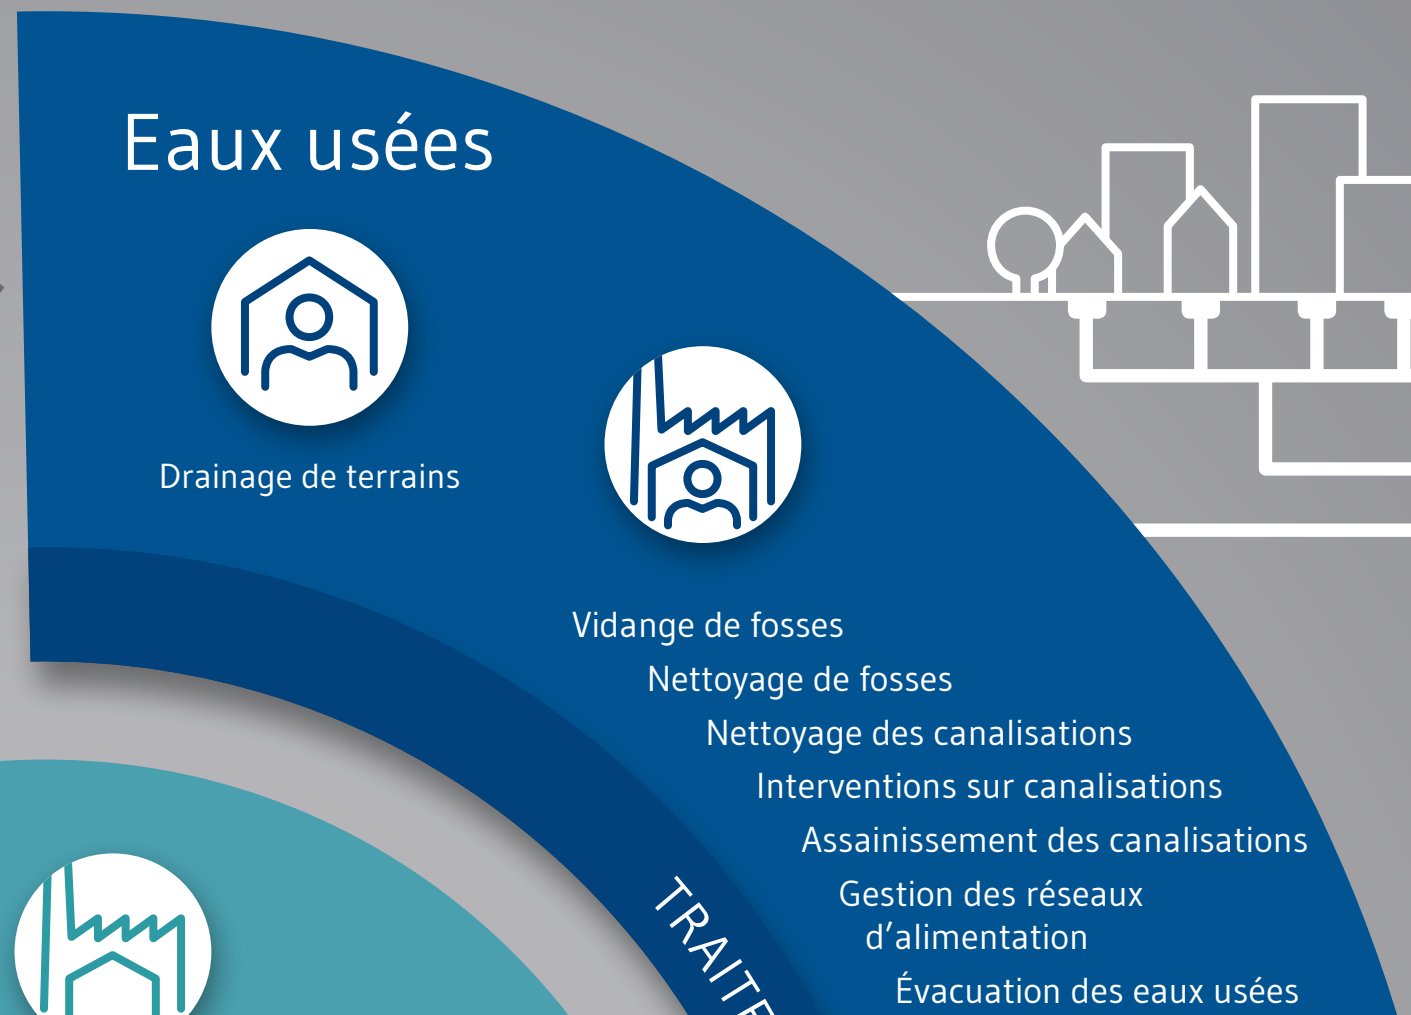 Eaux usées
Drainage de terrains
Vidange de fosses
Nettoyage de fosses
Nettoyage des canalisations
Interventions sur canalisations
Assainissement des canalisations
Gestion des réseaux
d’alimentation
Évacuation des eaux usées